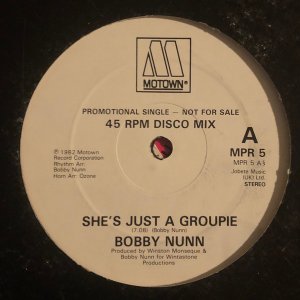 MOTOWN®
PROMOTIONAL SINGLE – NOT FOR SALE
45 RPM DISCO MIX
℗ 1982 Motown
Record Corporation
Rhythm Arr.
Bobby Nunn
Horn Arr. Ozone
A
MPR 5
MPR 5 A3
Jobete Music
(UK) Ltd.
STEREO
SHE'S JUST A GROUPIE
(7.08) (Bobby Nunn)
BOBBY NUNN
Produced by Winston Monseque &
Bobby Nunn for Wintastone
Productions